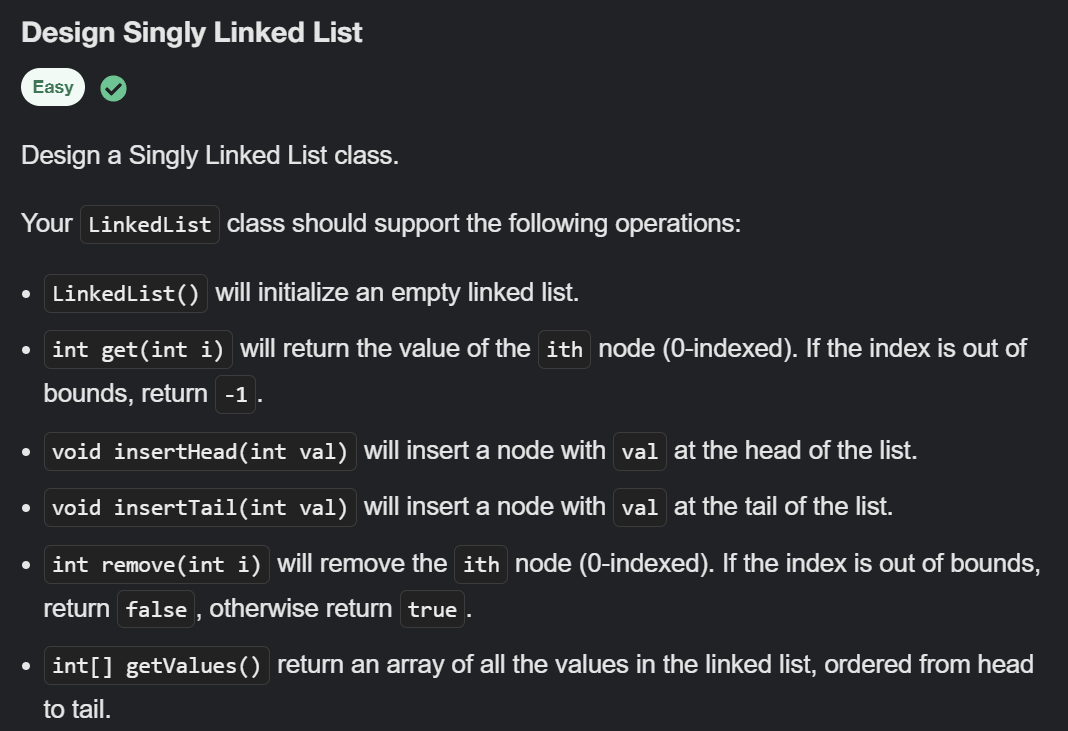 Design Singly Linked List
Easy
Design a Singly Linked List class.
Your LinkedList class should support the following operations:
• LinkedList() will initialize an empty linked list.
• int get(int i) will return the value of the ith node (0-indexed). If the index is out of
bounds, return -1.
• void insertHead(int val) will insert a node with val at the head of the list.
• void insertTail(int val) will insert a node with val at the tail of the list.
• int remove(int i) will remove the ith node (0-indexed). If the index is out of bounds,
return false, otherwise return true.
• int[] getValues() return an array of all the values in the linked list, ordered from head
to tail.